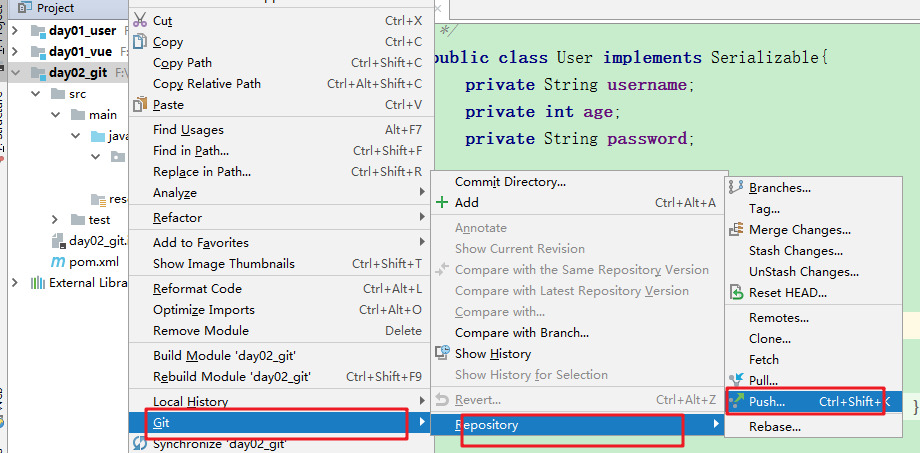 Project
day01_user
day01_vue
day02_git
src
main
java
test
day02_git.
pom.xml
External Libra
Cut Ctrl+X
Copy Ctrl+C
Copy Path Ctrl+Shift+C
Copy Relative Path Ctrl+Alt+Shift+C
Paste Ctrl+V
Find Usages Alt+F7
Find in Path... Ctrl+Shift+F
Replace in Path... Ctrl+Shift+R
Analyze
Refactor
Add to Favorites
Show Image Thumbnails Ctrl+Shift+T
Reformat Code Ctrl+Alt+L
Optimize Imports Ctrl+Alt+O
Remove Module Delete
Build Module 'day02_git'
Rebuild Module 'day02_git' Ctrl+Shift+F9
Local History
Git
Synchronize 'day02_git'
*/
public class User implements Serializable{
private String username;
private int age;
private String password;
}
Commit Directory...
Add Ctrl+Alt+A
Annotate
Show Current Revision
Compare with the Same Repository Version
Compare with Latest Repository Version
Compare with...
Compare with Branch...
Show History
Show History for Selection
Revert... Ctrl+Alt+Z
Repository
Branches...
Tag...
Merge Changes...
Stash Changes...
UnStash Changes...
Reset HEAD...
Remotes...
Clone...
Fetch
Pull...
Push... Ctrl+Shift+K
Rebase...